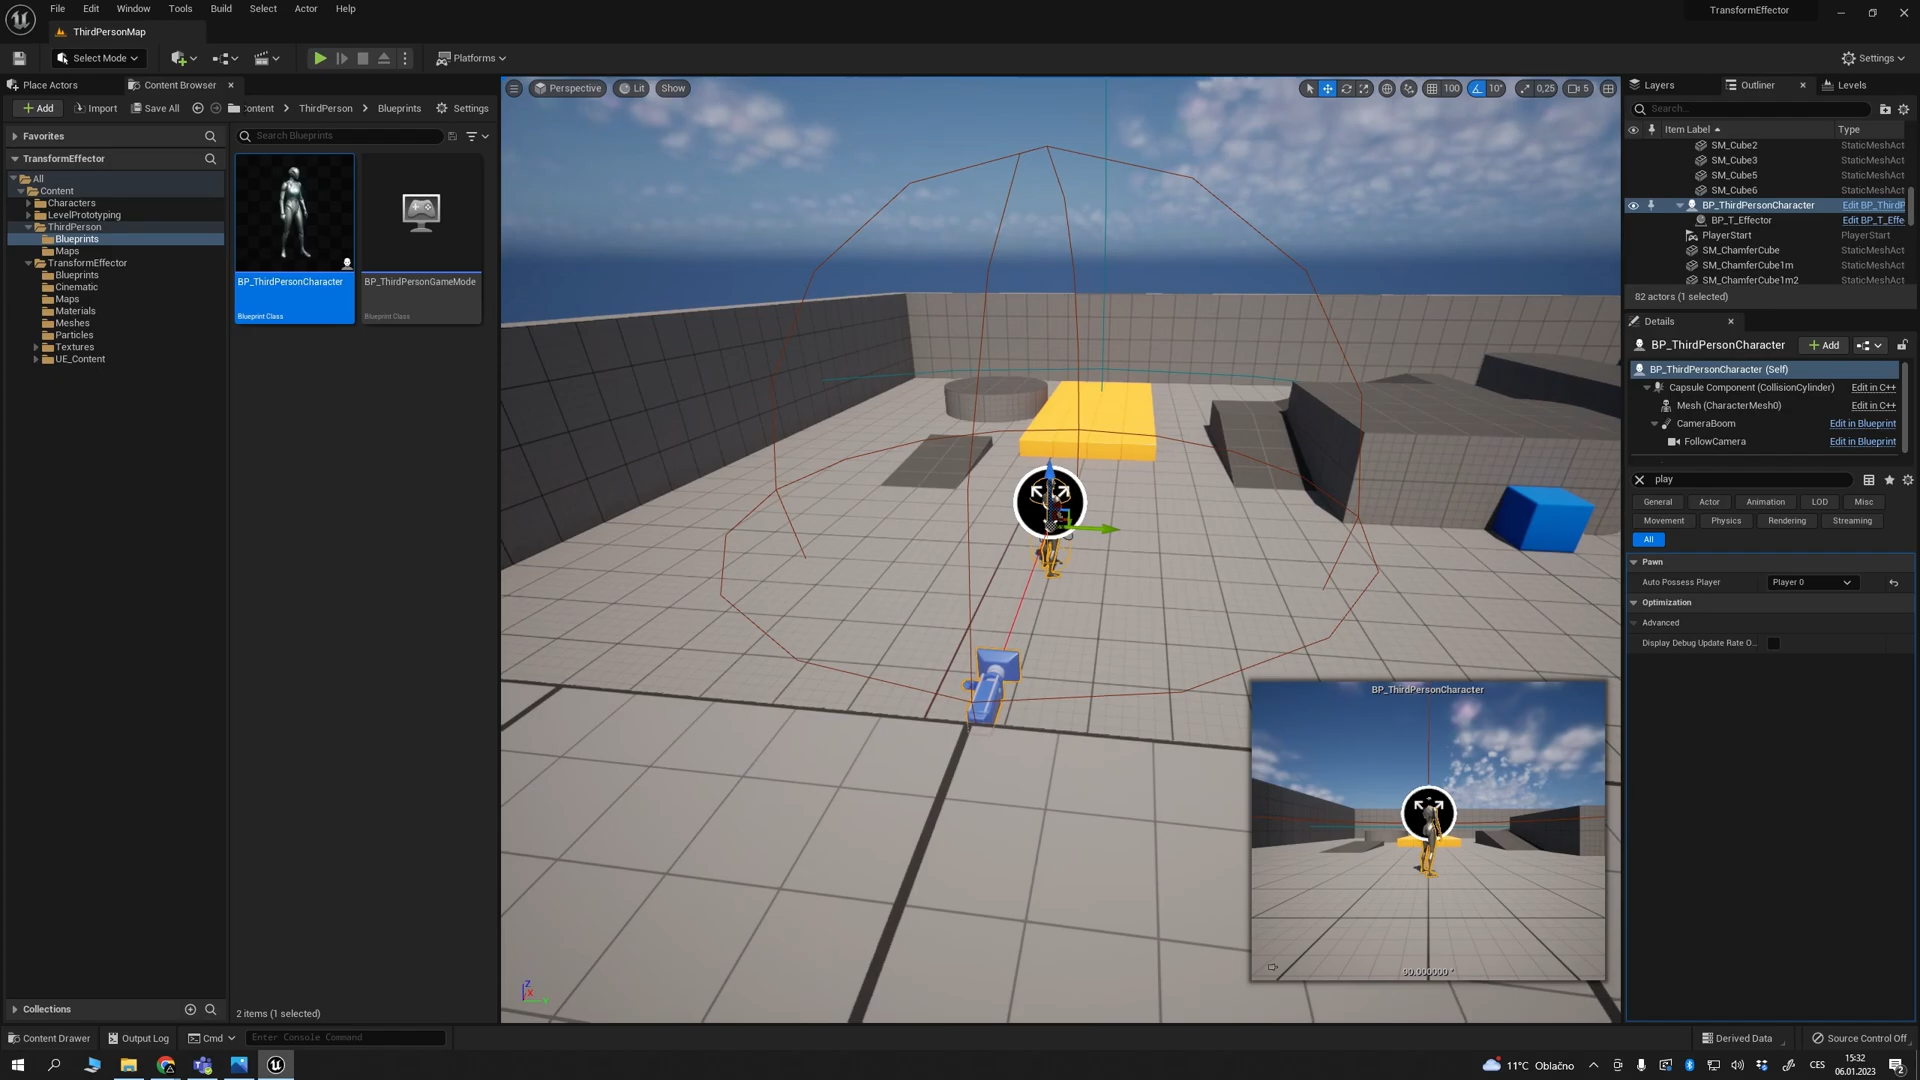 File Edit Window Tools Build Select Actor Help
TransformEffector
ThirdPersonMap
Select Mode
Platforms
Settings
Place Actors
Content Browser
Add
Import
Save All
Content
ThirdPerson
Blueprints
Settings
Favorites
Search Blueprints
TransformEffector
All
Content
Characters
LevelPrototyping
ThirdPerson
Blueprints
Maps
TransformEffector
Blueprints
Cinematic
Maps
Materials
Meshes
Particles
Textures
UE_Content
Collections
BP_ThirdPersonCharacter
Blueprint Class
BP_ThirdPersonGameMode
Blueprint Class
2 items (1 selected)
Perspective
Lit
Show
100
10°
0,25
5
BP_ThirdPersonCharacter
90.000000 °
Z
X
Y
Layers
Outliner
Levels
Search...
Item Label
Type
SM_Cube2 StaticMeshAct
SM_Cube3 StaticMeshAct
SM_Cube5 StaticMeshAct
SM_Cube6 StaticMeshAct
BP_ThirdPersonCharacter Edit BP_ThirdP
BP_T_Effector Edit BP_T_Effe
PlayerStart PlayerStart
SM_ChamferCube StaticMeshAct
SM_ChamferCube1m StaticMeshAct
SM_ChamferCube1m2 StaticMeshAct
82 actors (1 selected)
Details
BP_ThirdPersonCharacter
Add
BP_ThirdPersonCharacter (Self)
Capsule Component (CollisionCylinder) Edit in C++
Mesh (CharacterMesh0) Edit in C++
CameraBoom Edit in Blueprint
FollowCamera Edit in Blueprint
play
General Actor Animation LOD Misc
Movement Physics Rendering Streaming
All
Pawn
Auto Possess Player Player 0
Optimization
Advanced
Display Debug Update Rate O...
Content Drawer
Output Log
Cmd
Enter Console Command
Derived Data
Source Control Off
11°C Oblačno
CES
15:32
06.01.2023
2